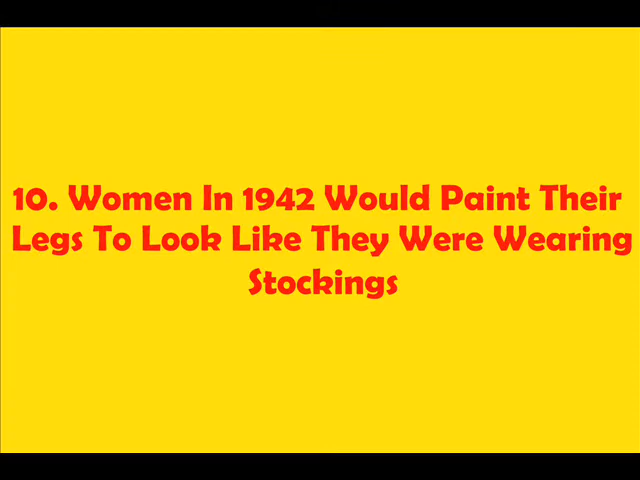 10. Women In 1942 Would Paint Their
Legs To Look Like They Were Wearing
Stockings